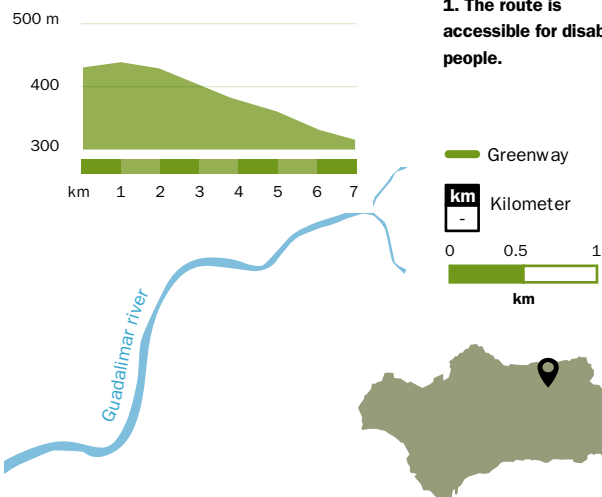 500 m
400
300
km 1 2 3 4 5 6 7
1. The route is
accessible for disab
people.
Greenway
km
-
Kilometer
0 0.5 1
km
Guadalimar river